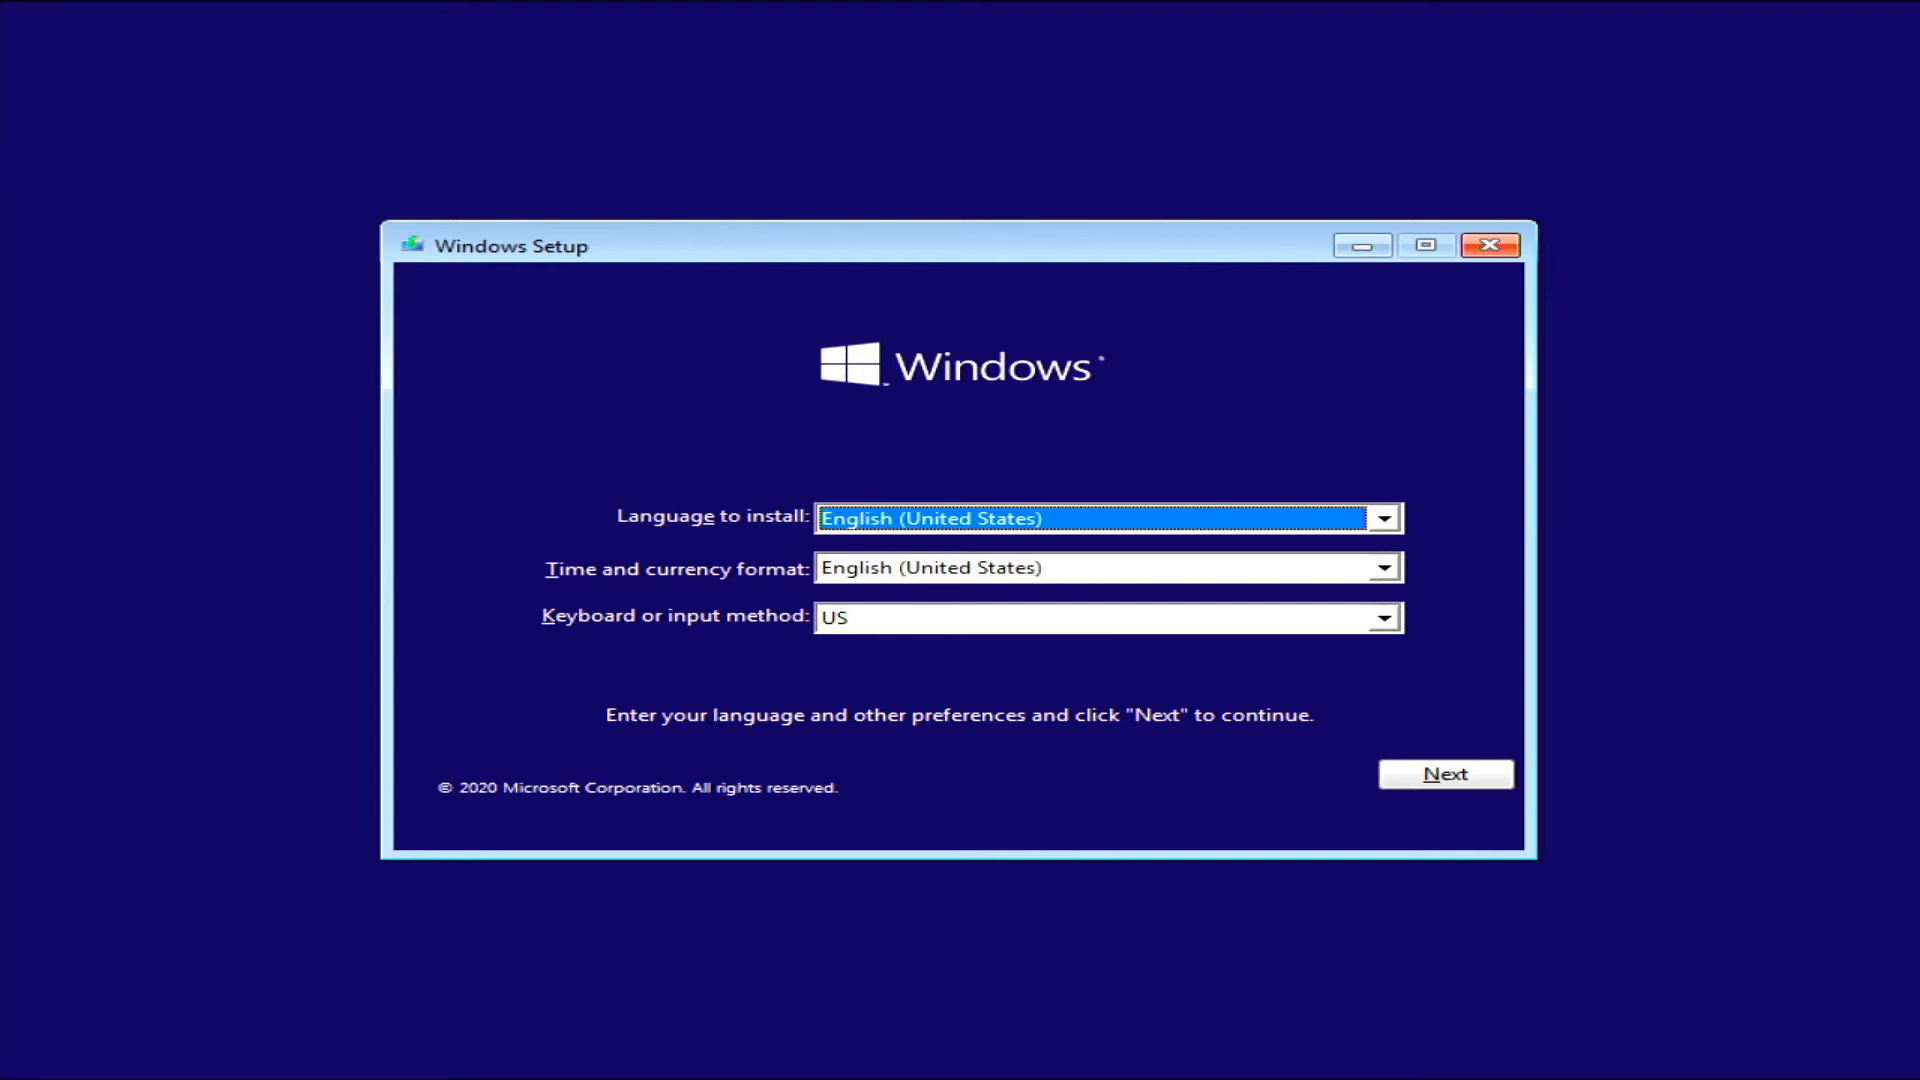 Windows Setup
Windows
Language to install: English (United States)
Time and currency format: English (United States)
Keyboard or input method: US
Enter your language and other preferences and click "Next" to continue.
Next
© 2020 Microsoft Corporation. All rights reserved.